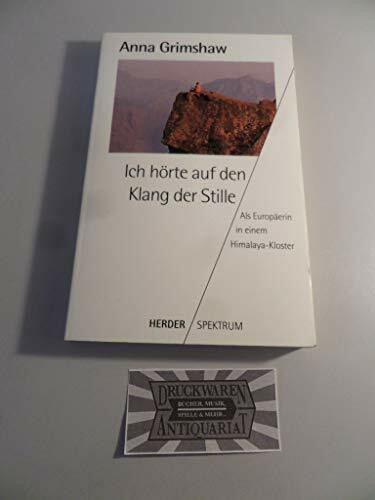 Anna Grimshaw
Ich hörte auf den
Klang der Stille
Als Europäerin
in einem
Himalaya-Kloster
HERDER / SPEKTRUM
DRUCKWAREN
BÜCHER, MUSIK,
SPIELE & MEHR...
ANTIQUARIAT